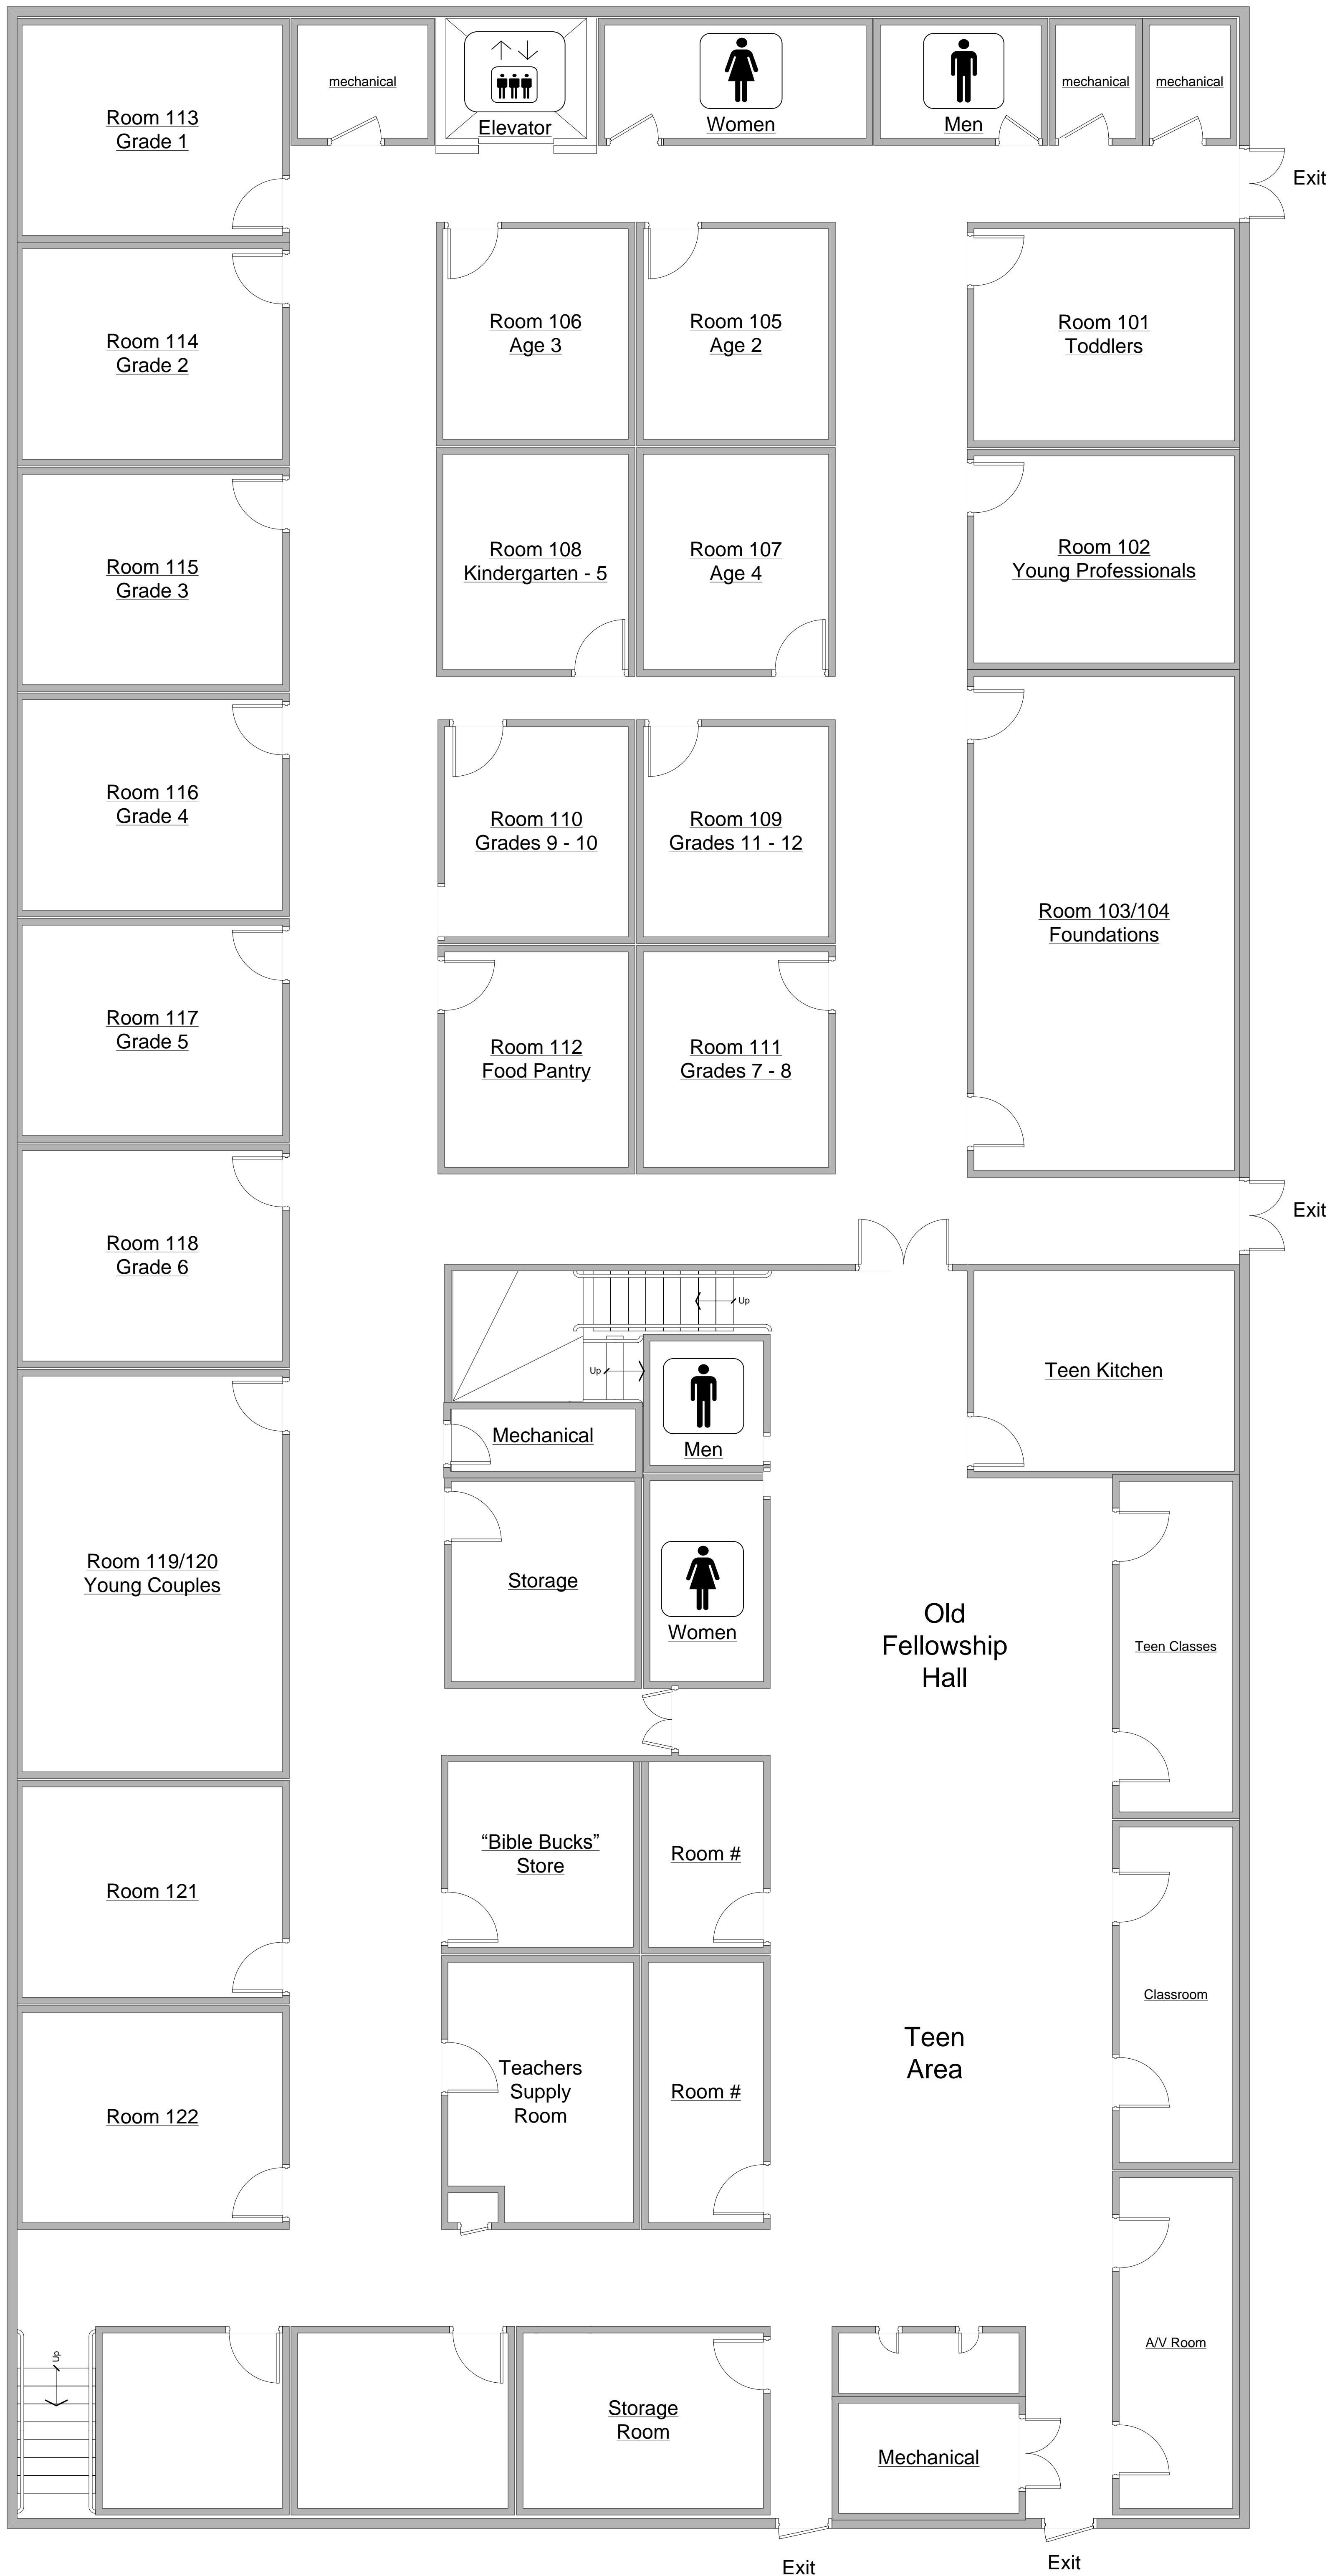 mechanical
Elevator
Women
Men
mechanical
mechanical
Exit
Room 113
Grade 1
Room 106
Age 3
Room 105
Age 2
Room 101
Toddlers
Room 114
Grade 2
Room 108
Kindergarten - 5
Room 107
Age 4
Room 102
Young Professionals
Room 115
Grade 3
Room 116
Grade 4
Room 110
Grades 9 - 10
Room 109
Grades 11 - 12
Room 103/104
Foundations
Room 117
Grade 5
Room 112
Food Pantry
Room 111
Grades 7 - 8
Exit
Room 118
Grade 6
Up
Up
Men
Teen Kitchen
Mechanical
Room 119/120
Young Couples
Storage
Women
Old
Fellowship
Hall
Teen Classes
“Bible Bucks”
Store
Room #
Room 121
Classroom
Teen
Area
Teachers
Supply
Room
Room #
Room 122
A/V Room
Up
Storage
Room
Mechanical
Exit
Exit